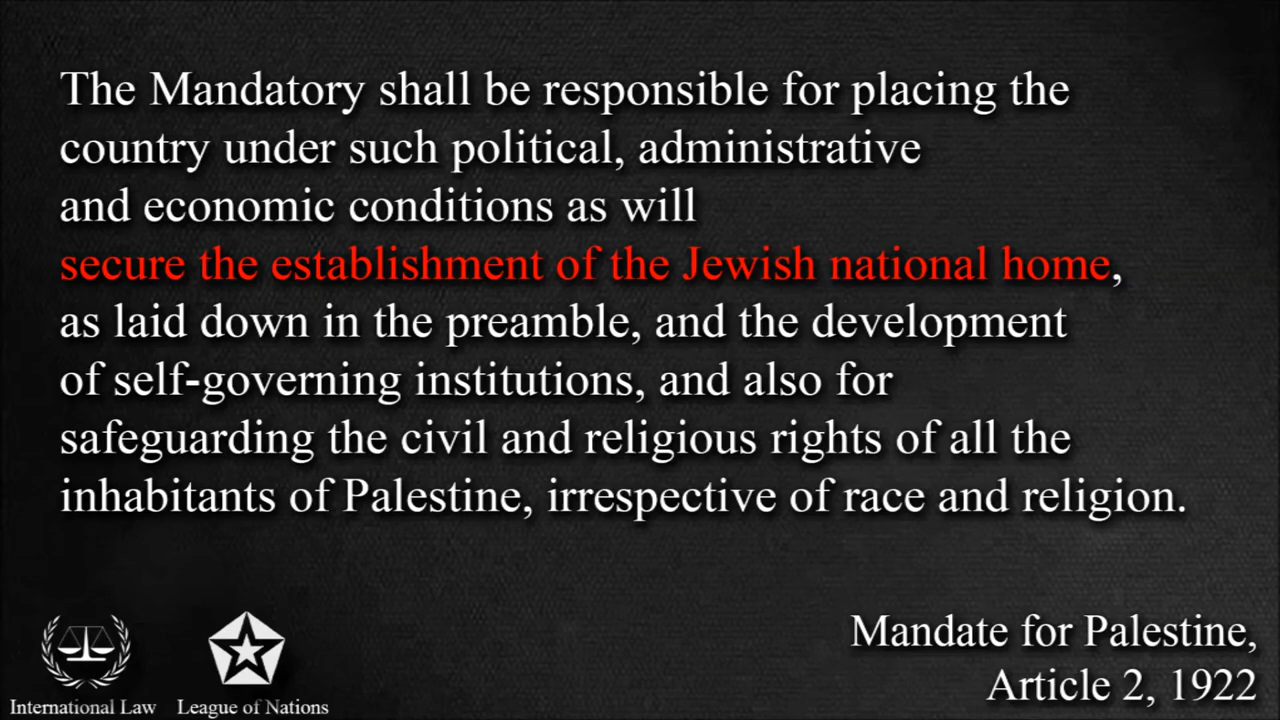 The Mandatory shall be responsible for placing the
country under such political, administrative
and economic conditions as will
secure the establishment of the Jewish national home,
as laid down in the preamble, and the development
of self-governing institutions, and also for
safeguarding the civil and religious rights of all the
inhabitants of Palestine, irrespective of race and religion.
Mandate for Palestine,
Article 2, 1922
International Law
League of Nations